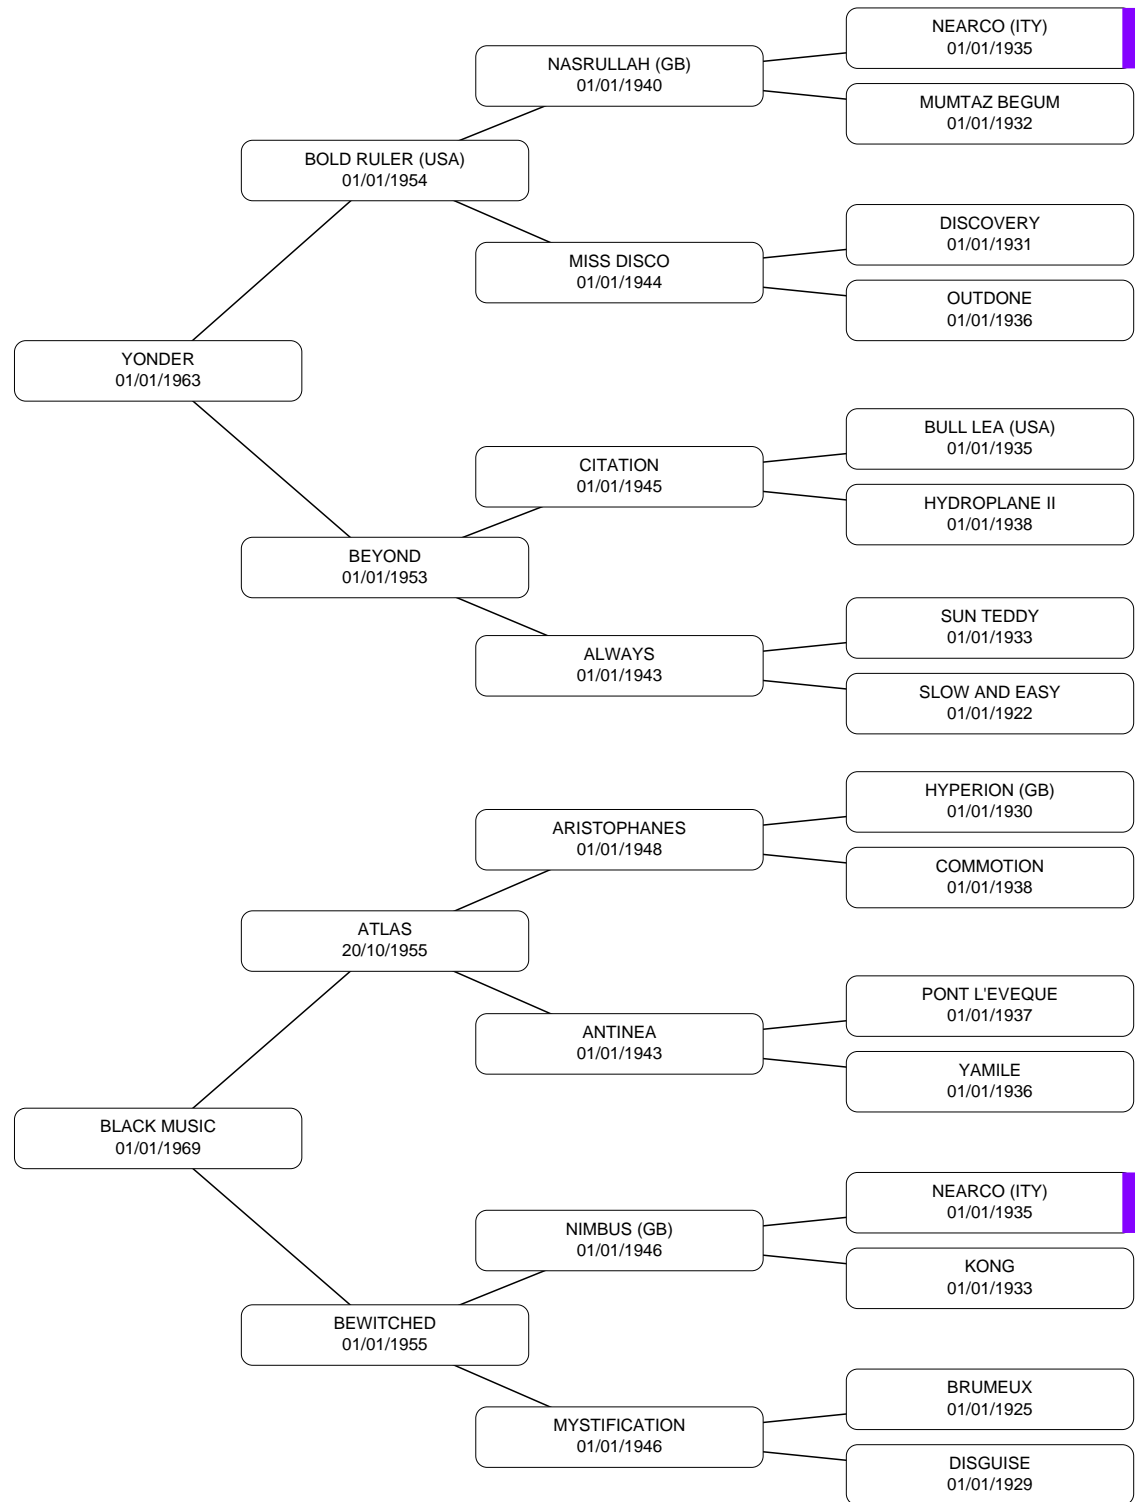 NEARCO (ITY)
01/01/1935
NASRULLAH (GB)
01/01/1940
MUMTAZ BEGUM
01/01/1932
BOLD RULER (USA)
01/01/1954
DISCOVERY
01/01/1931
MISS DISCO
01/01/1944
OUTDONE
01/01/1936
YONDER
01/01/1963
BULL LEA (USA)
01/01/1935
CITATION
01/01/1945
HYDROPLANE II
01/01/1938
BEYOND
01/01/1953
SUN TEDDY
01/01/1933
ALWAYS
01/01/1943
SLOW AND EASY
01/01/1922
HYPERION (GB)
01/01/1930
ARISTOPHANES
01/01/1948
COMMOTION
01/01/1938
ATLAS
20/10/1955
PONT L'EVEQUE
01/01/1937
ANTINEA
01/01/1943
YAMILE
01/01/1936
BLACK MUSIC
01/01/1969
NEARCO (ITY)
01/01/1935
NIMBUS (GB)
01/01/1946
KONG
01/01/1933
BEWITCHED
01/01/1955
BRUMEUX
01/01/1925
MYSTIFICATION
01/01/1946
DISGUISE
01/01/1929